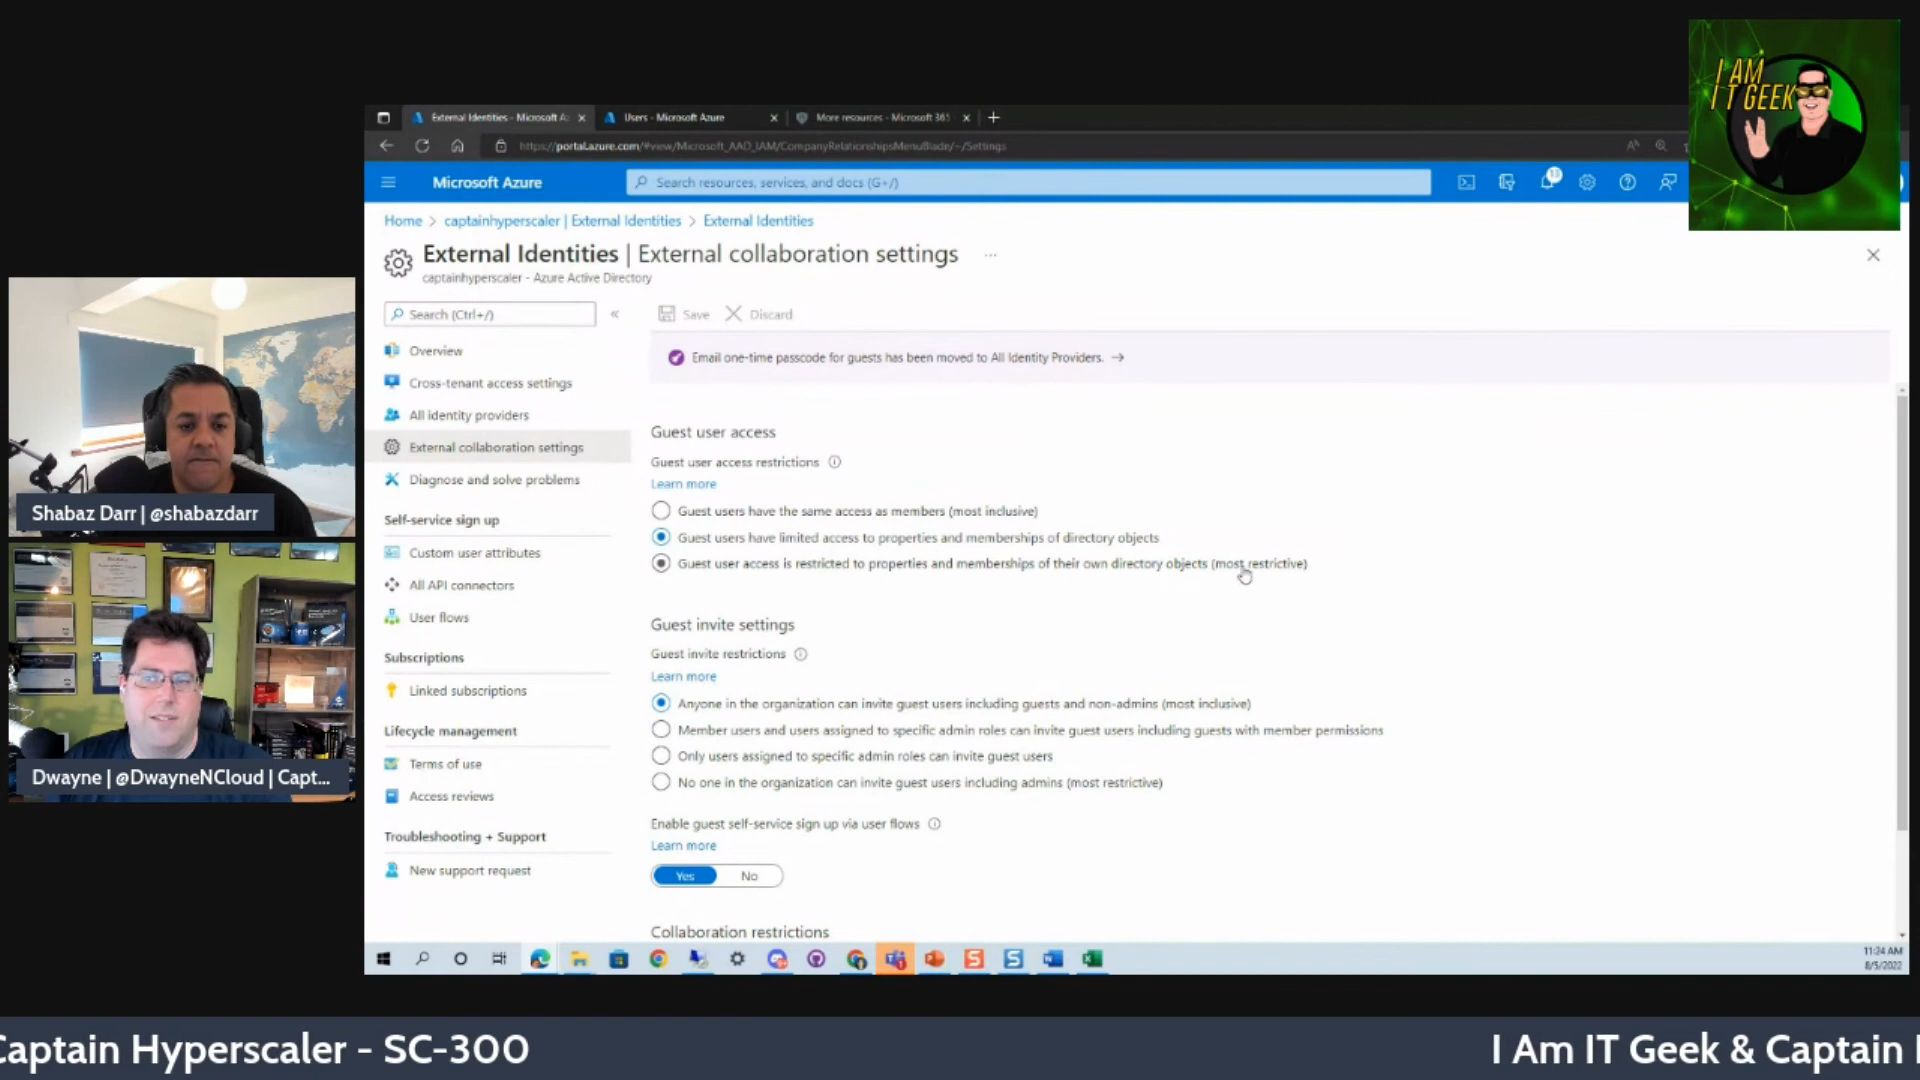 I AM
IT GEEK
External Identities - Microsoft A
Users - Microsoft Azure
More resources - Microsoft 365
https://portal.azure.com/#view/Microsoft_AAD_IAM/CompanyRelationshipsMenuBlade/~/Settings
Microsoft Azure
Search resources, services, and docs (G+/)
Home > captainhyperscaler | External Identities > External Identities
External Identities | External collaboration settings
captainhyperscaler - Azure Active Directory
Search (Ctrl+/)
Overview
Cross-tenant access settings
All identity providers
External collaboration settings
Diagnose and solve problems
Self-service sign up
Custom user attributes
All API connectors
User flows
Subscriptions
Linked subscriptions
Lifecycle management
Terms of use
Access reviews
Troubleshooting + Support
New support request
Save Discard
Email one-time passcode for guests has been moved to All Identity Providers. →
Guest user access
Guest user access restrictions
Learn more
Guest users have the same access as members (most inclusive)
Guest users have limited access to properties and memberships of directory objects
Guest user access is restricted to properties and memberships of their own directory objects (most restrictive)
Guest invite settings
Guest invite restrictions
Learn more
Anyone in the organization can invite guest users including guests and non-admins (most inclusive)
Member users and users assigned to specific admin roles can invite guest users including guests with member permissions
Only users assigned to specific admin roles can invite guest users
No one in the organization can invite guest users including admins (most restrictive)
Enable guest self-service sign up via user flows
Learn more
Yes No
Collaboration restrictions
11:24 AM
8/5/2022
Shabaz Darr | @shabazdarr
Dwayne | @DwayneNCloud | Capt...
Captain Hyperscaler - SC-300
I Am IT Geek & Captain